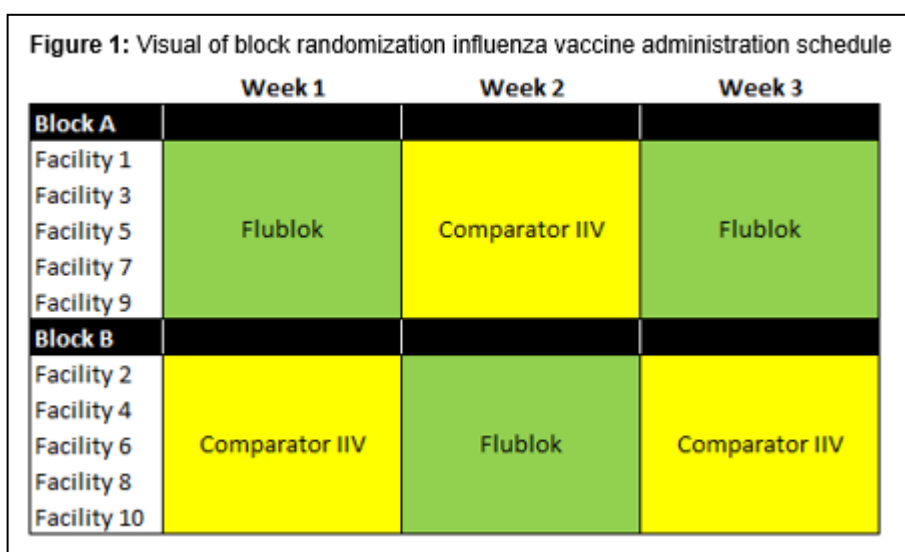 Figure 1: Visual of block randomization influenza vaccine administration schedule
Week 1 Week 2 Week 3
Block A
Facility 1
Facility 3
Facility 5 Flublok Comparator IIV Flublok
Facility 7
Facility 9
Block B
Facility 2
Facility 4
Facility 6 Comparator IIV Flublok Comparator IIV
Facility 8
Facility 10